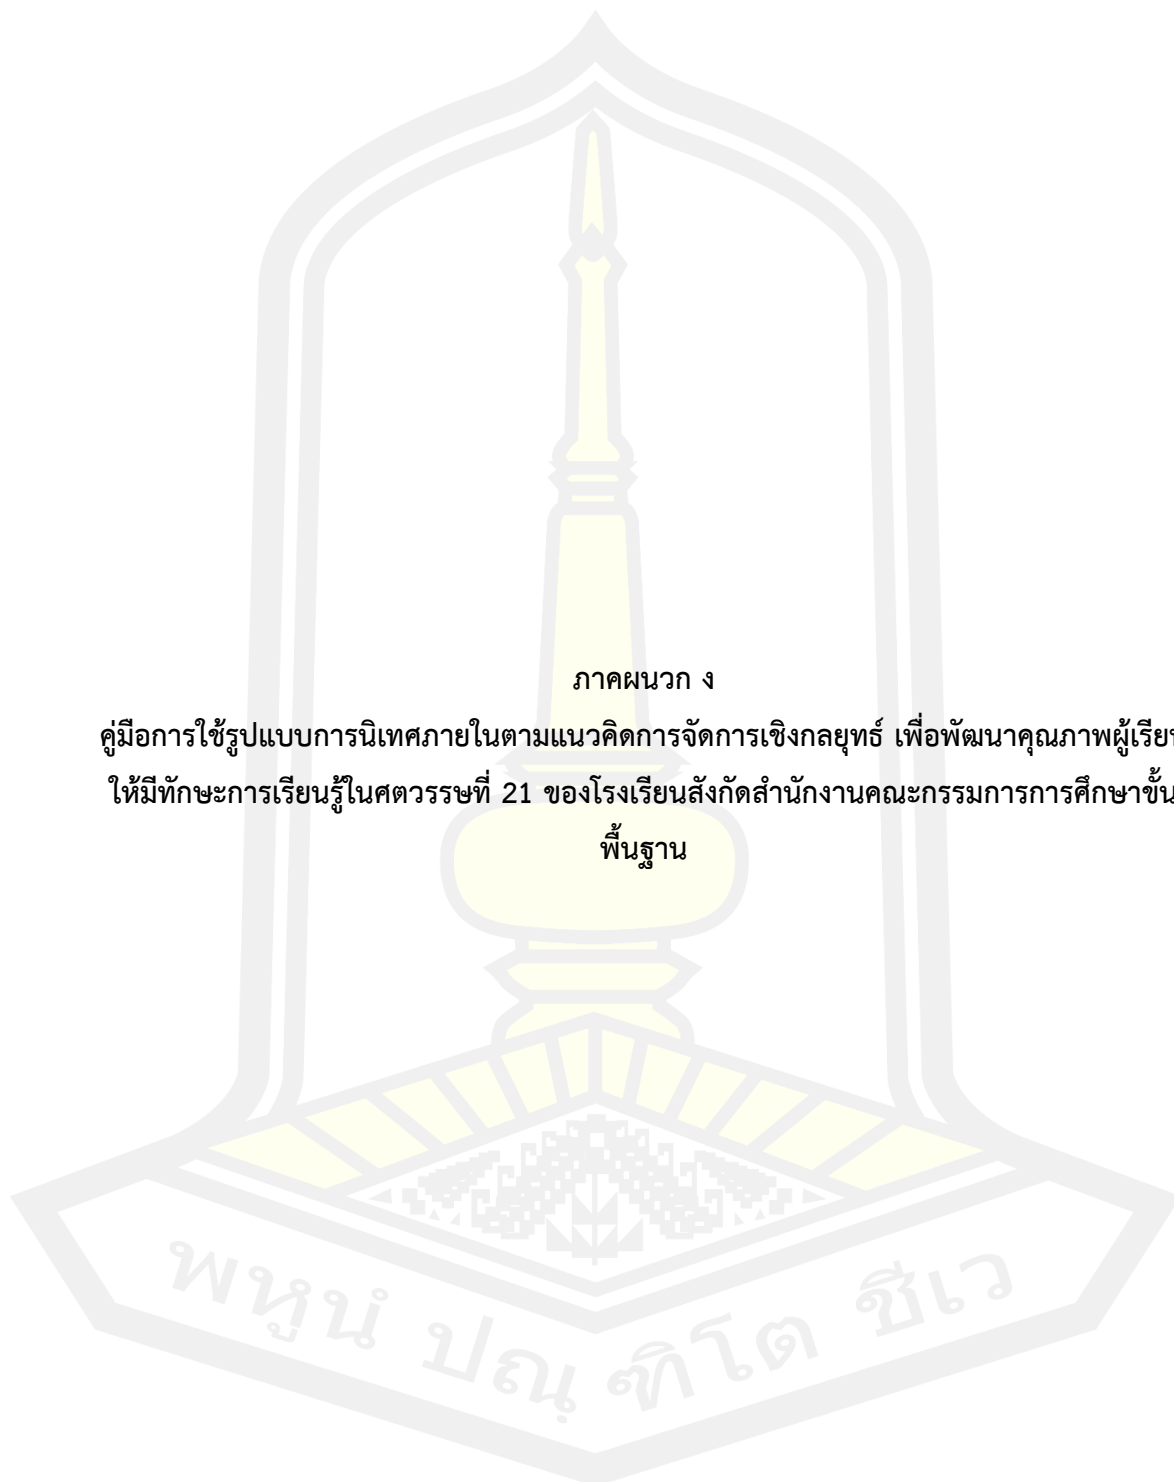 ภาคผนวก ง
คู่มือการใช้รูปแบบการนิเทศภายในตามแนวคิดการจัดการเชิงกลยุทธ์ เพื่อพัฒนาคุณภาพผู้เรียน
ให้มีทักษะการเรียนรู้ในศตวรรษที่ 21 ของโรงเรียนสังกัดสำนักงานคณะกรรมการการศึกษาขั้น
พื้นฐาน
พหูนํ ปณฺฑิโต ชีเว